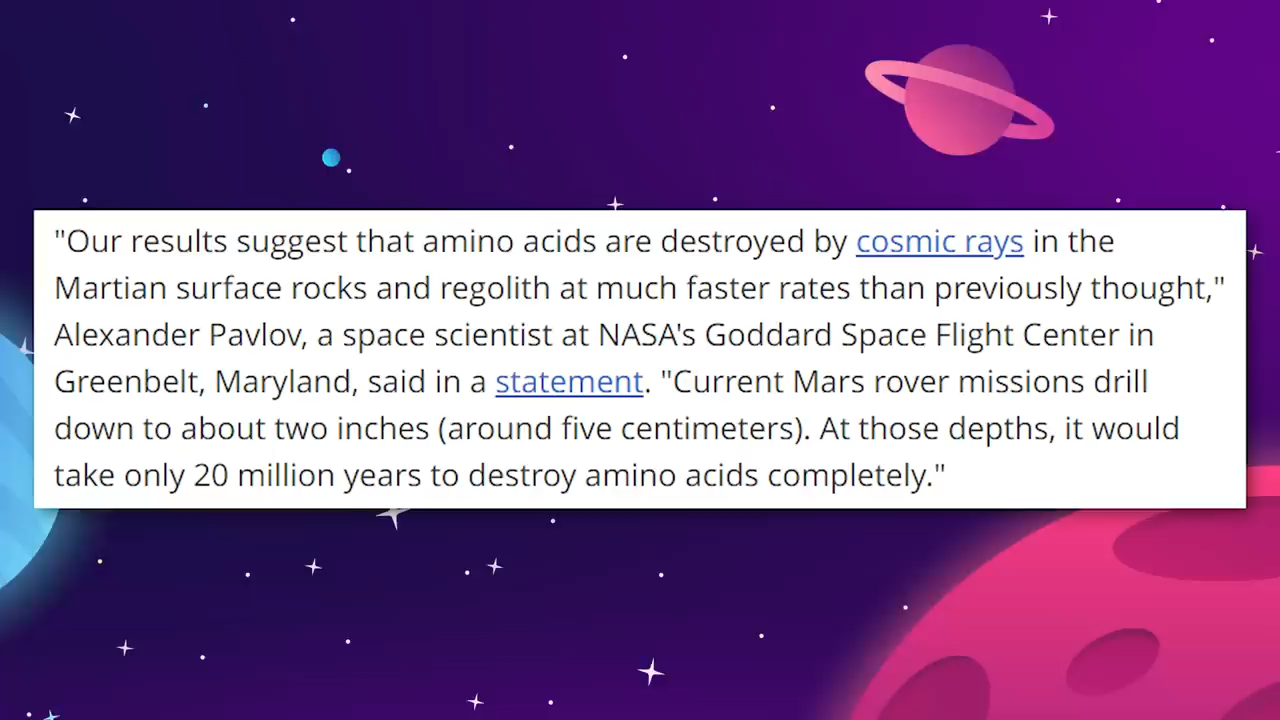 "Our results suggest that amino acids are destroyed by cosmic rays in the
Martian surface rocks and regolith at much faster rates than previously thought,"
Alexander Pavlov, a space scientist at NASA's Goddard Space Flight Center in
Greenbelt, Maryland, said in a statement. "Current Mars rover missions drill
down to about two inches (around five centimeters). At those depths, it would
take only 20 million years to destroy amino acids completely."